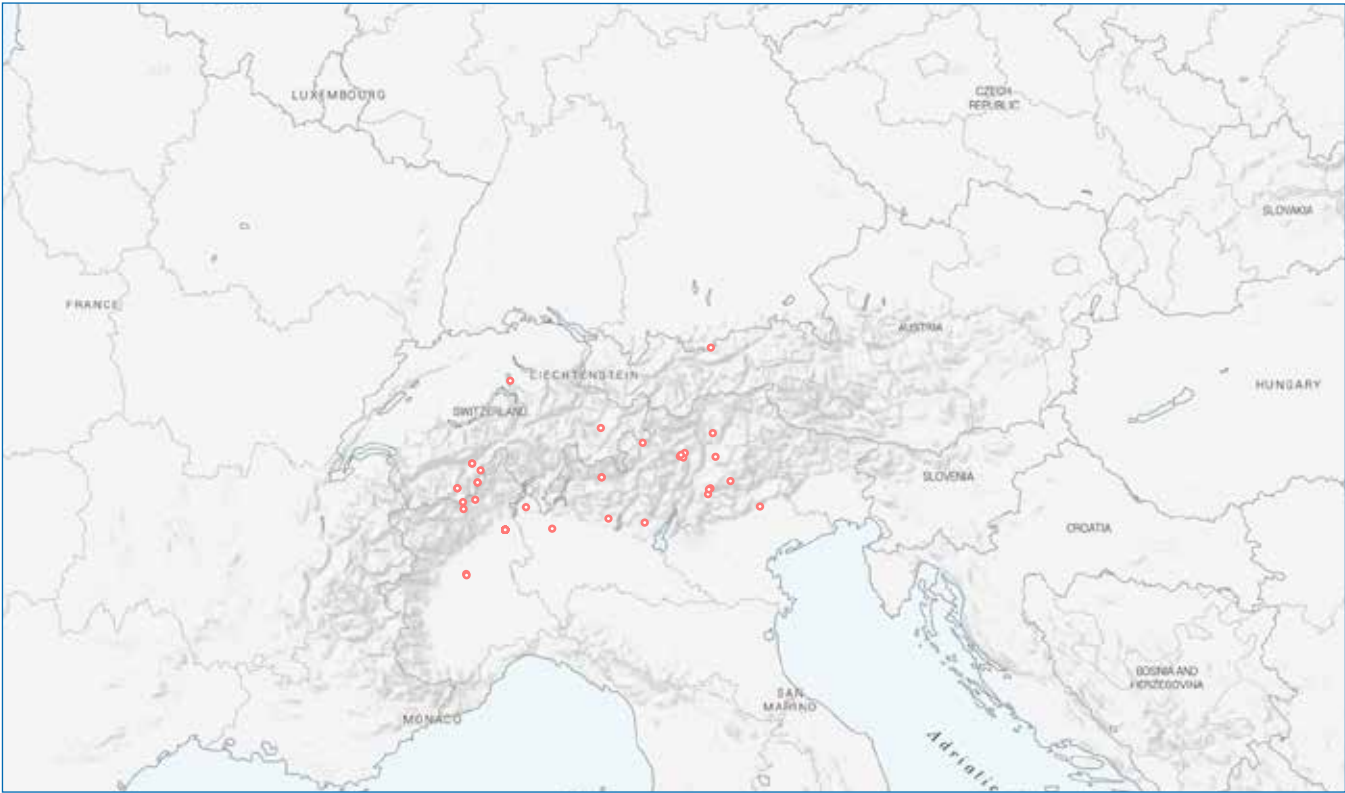 LUXEMBOURG
CZECH
REPUBLIC
SLOVAKIA
FRANCE
AUSTRIA
LIECHTENSTEIN
HUNGARY
SWITZERLAND
SLOVENIA
CROATIA
BOSNIA AND
HERZEGOVINA
SAN
MARINO
MONACO
Adriatic